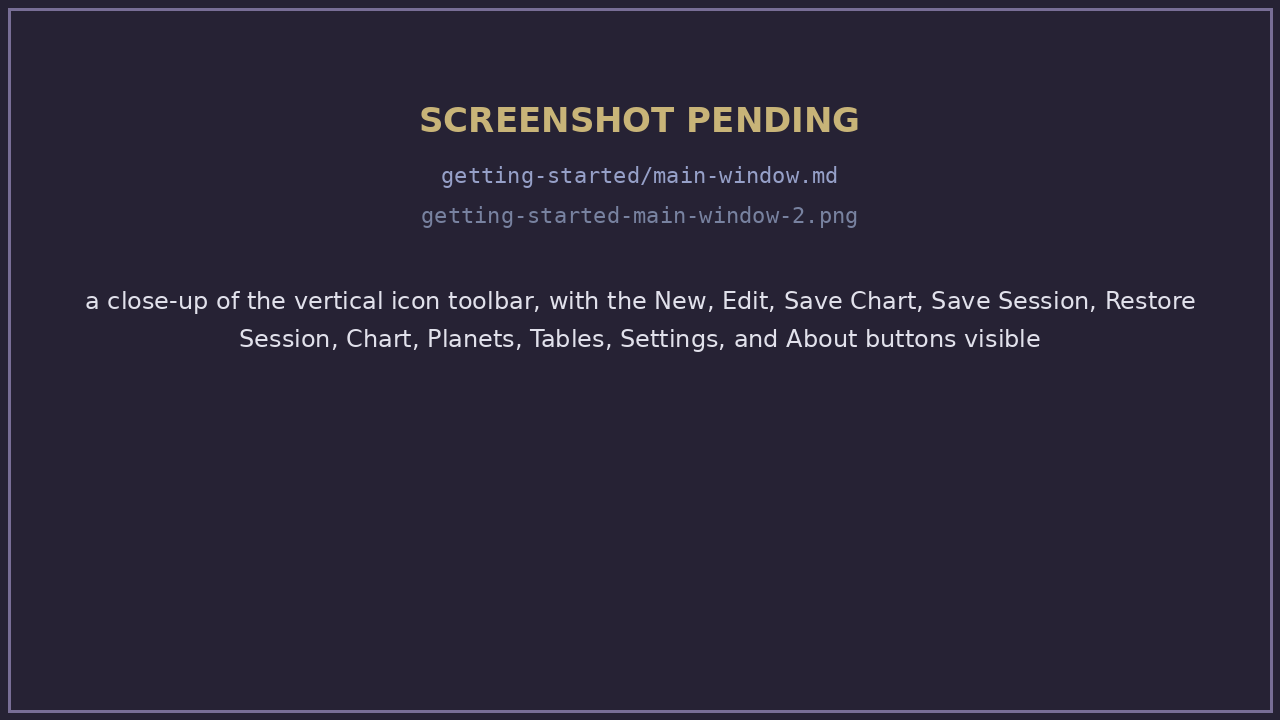 SCREENSHOT PENDING
getting-started/main-window.md
getting-started-main-window-2.png
a close-up of the vertical icon toolbar, with the New, Edit, Save Chart, Save Session, Restore
Session, Chart, Planets, Tables, Settings, and About buttons visible